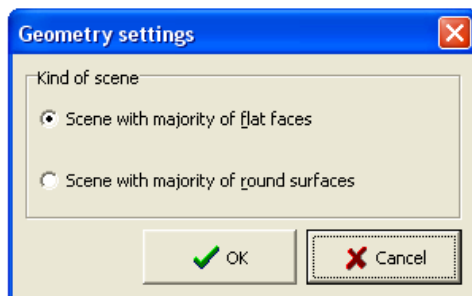 Geometry settings
Kind of scene
Scene with majority of flat faces
Scene with majority of round surfaces
OK
Cancel